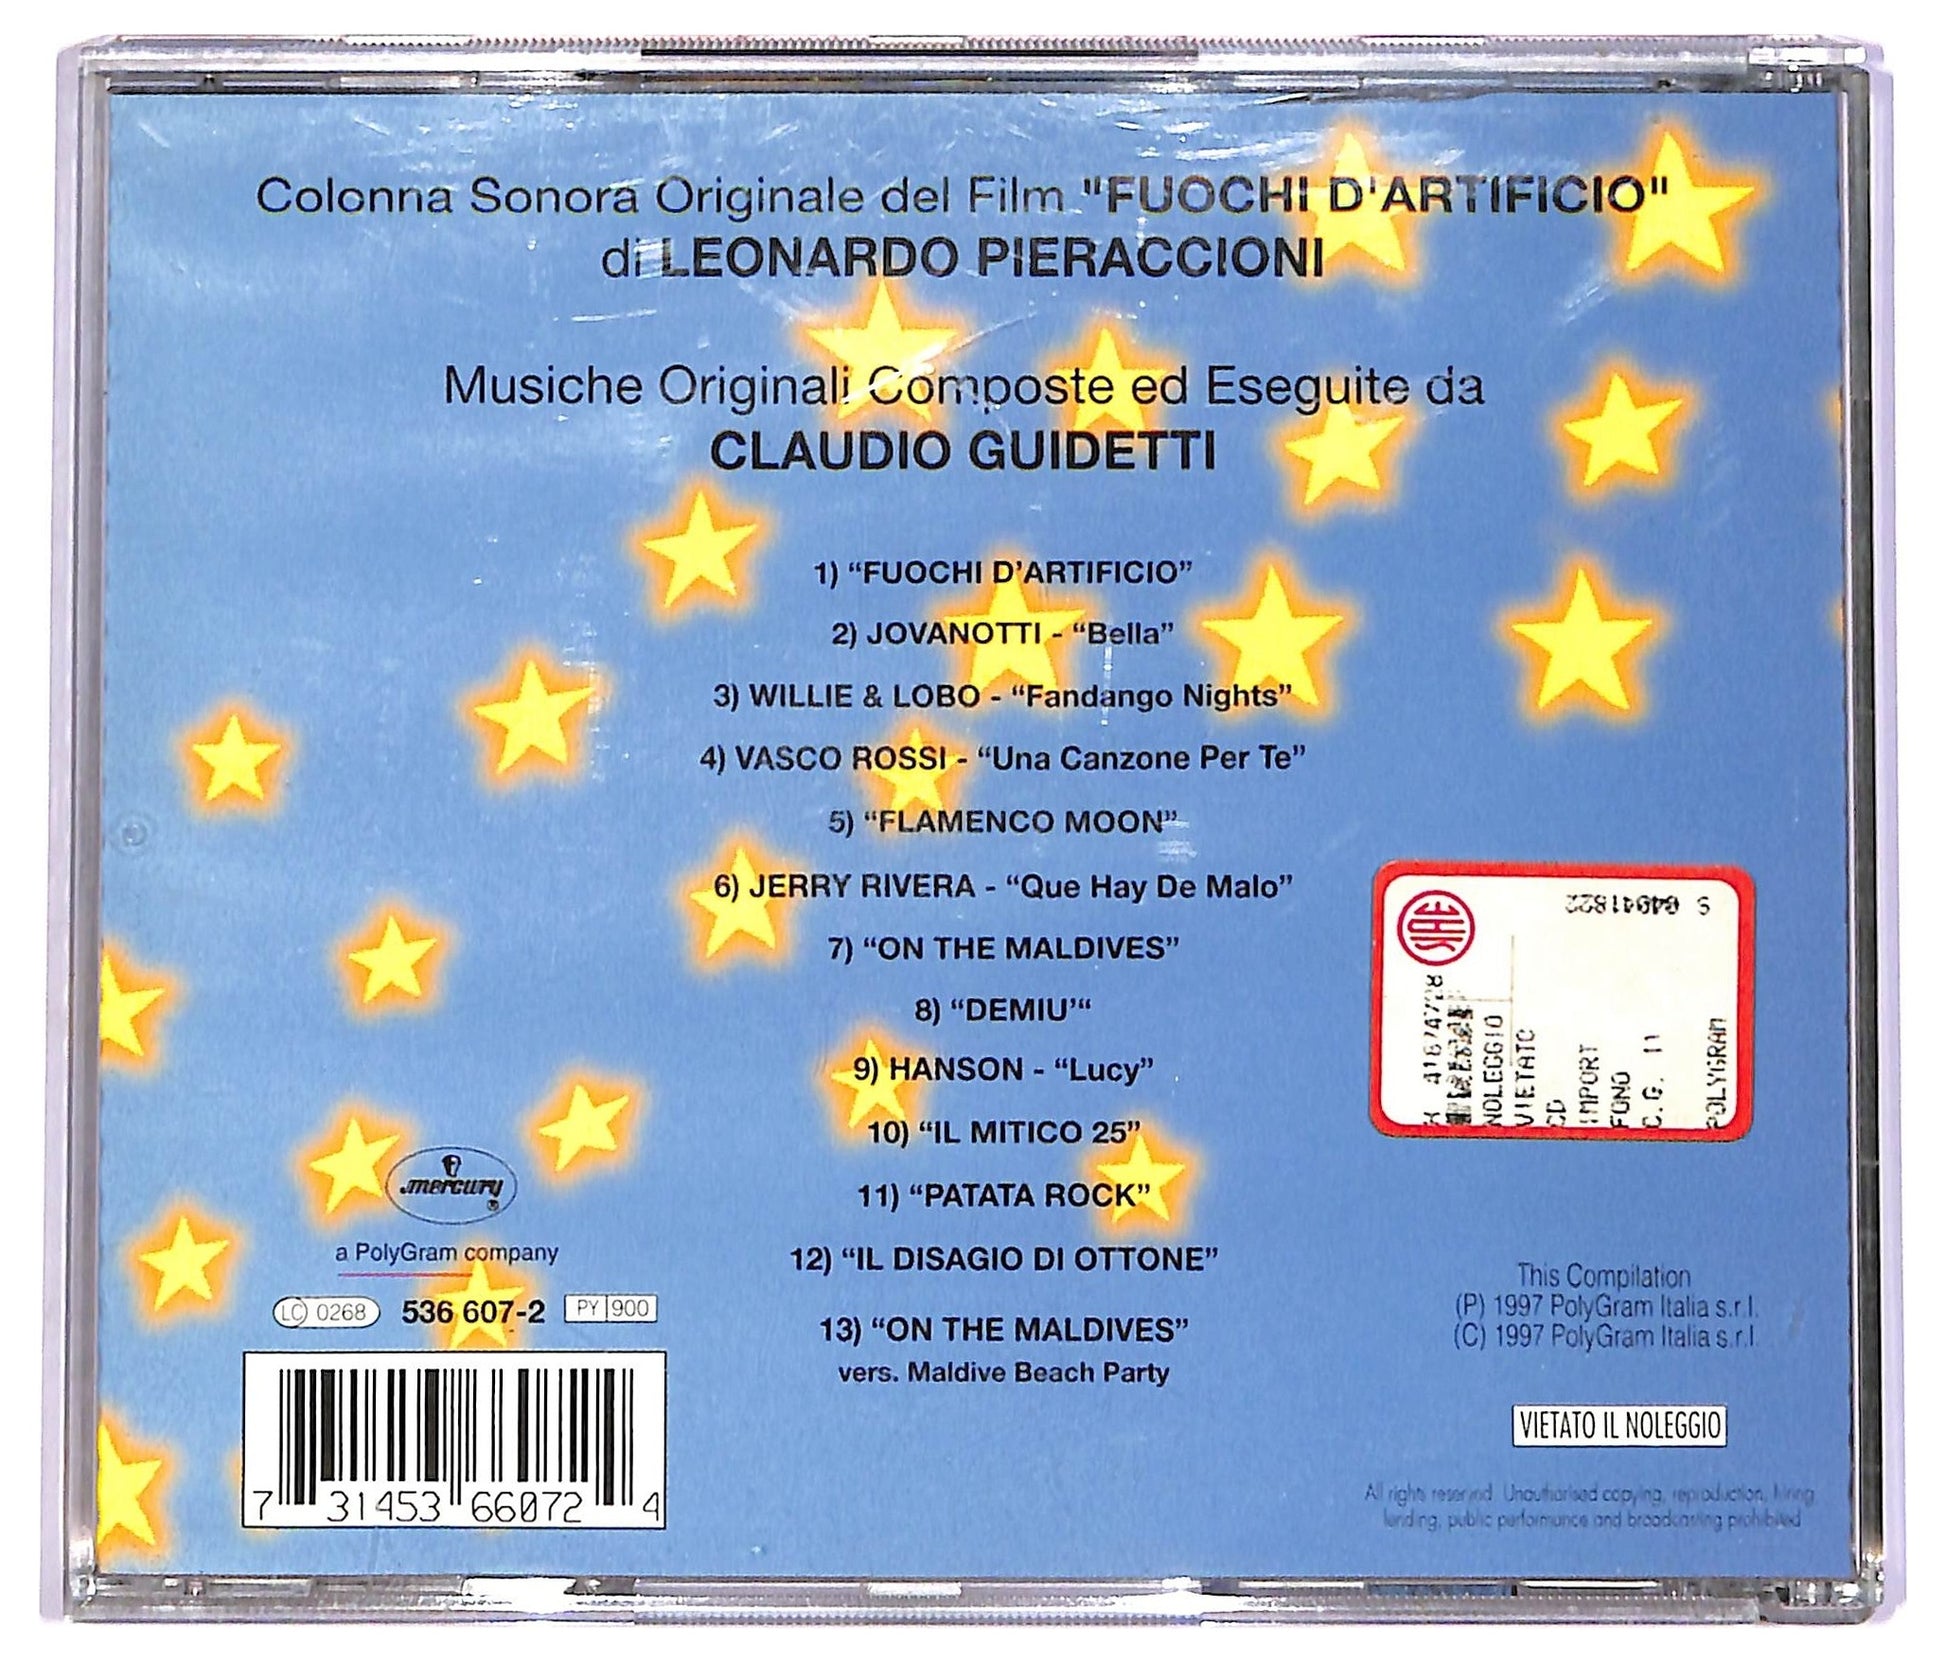 Colonna Sonora Originale del Film "FUOCHI D'ARTIFICIO"
di LEONARDO PIERACCIONI
Musiche Originali Composte ed Eseguite da
CLAUDIO GUIDETTI
1) “FUOCHI D’ARTIFICIO”
2) JOVANOTTI - “Bella”
3) WILLIE & LOBO - “Fandango Nights”
4) VASCO ROSSI - “Una Canzone Per Te”
5) “FLAMENCO MOON”
6) JERRY RIVERA - “Que Hay De Malo”
7) “ON THE MALDIVES”
8) “DEMIU’“
9) HANSON - “Lucy”
10) “IL MITICO 25”
11) “PATATA ROCK”
12) “IL DISAGIO DI OTTONE”
13) “ON THE MALDIVES”
vers. Maldive Beach Party
mercury
®
a PolyGram company
LC 0268 536 607-2 PY 900
7 31453 66072 4
S 04041822
NOLEGGIO
VIETATO
CD
IMPORT
FONO
C.G. 11
POLYGRAM
This Compilation
(P) 1997 PolyGram Italia s.r.l.
(C) 1997 PolyGram Italia s.r.l.
VIETATO IL NOLEGGIO
All rights reserved. Unauthorised copying, reproduction, hiring
lending, public performance and broadcasting prohibited